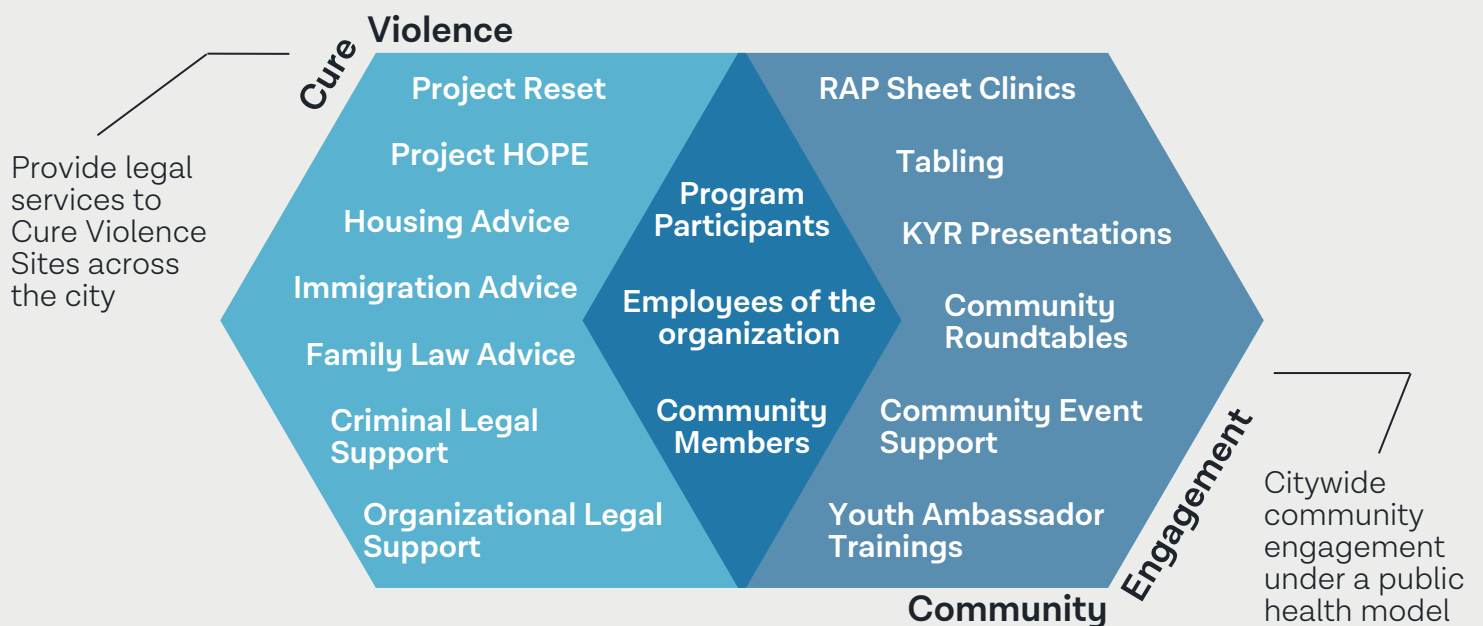 Cure Violence
Provide legal
services to
Cure Violence
Sites across
the city
Project Reset
Project HOPE
Housing Advice
Immigration Advice
Family Law Advice
Criminal Legal
Support
Organizational Legal
Support
Program
Participants
Employees of the
organization
Community
Members
RAP Sheet Clinics
Tabling
KYR Presentations
Community
Roundtables
Community Event
Support
Youth Ambassador
Trainings
Community Engagement
Citywide
community
engagement
under a public
health model